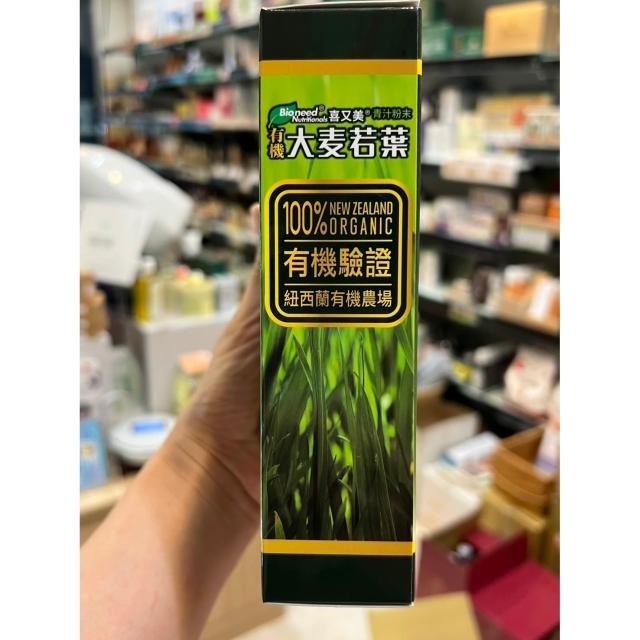 Bioneed® Nutritionals 喜又美® 青汁粉末
有機 大麦若葉
100% NEW ZEALAND ORGANIC
有機驗證
紐西蘭有機農場